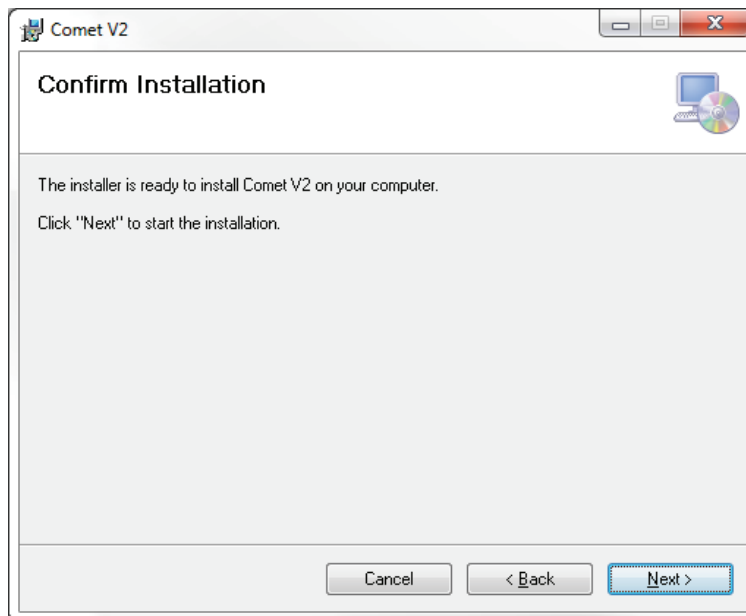 Comet V2
Confirm Installation
The installer is ready to install Comet V2 on your computer.
Click "Next" to start the installation.
Cancel
< Back
Next >